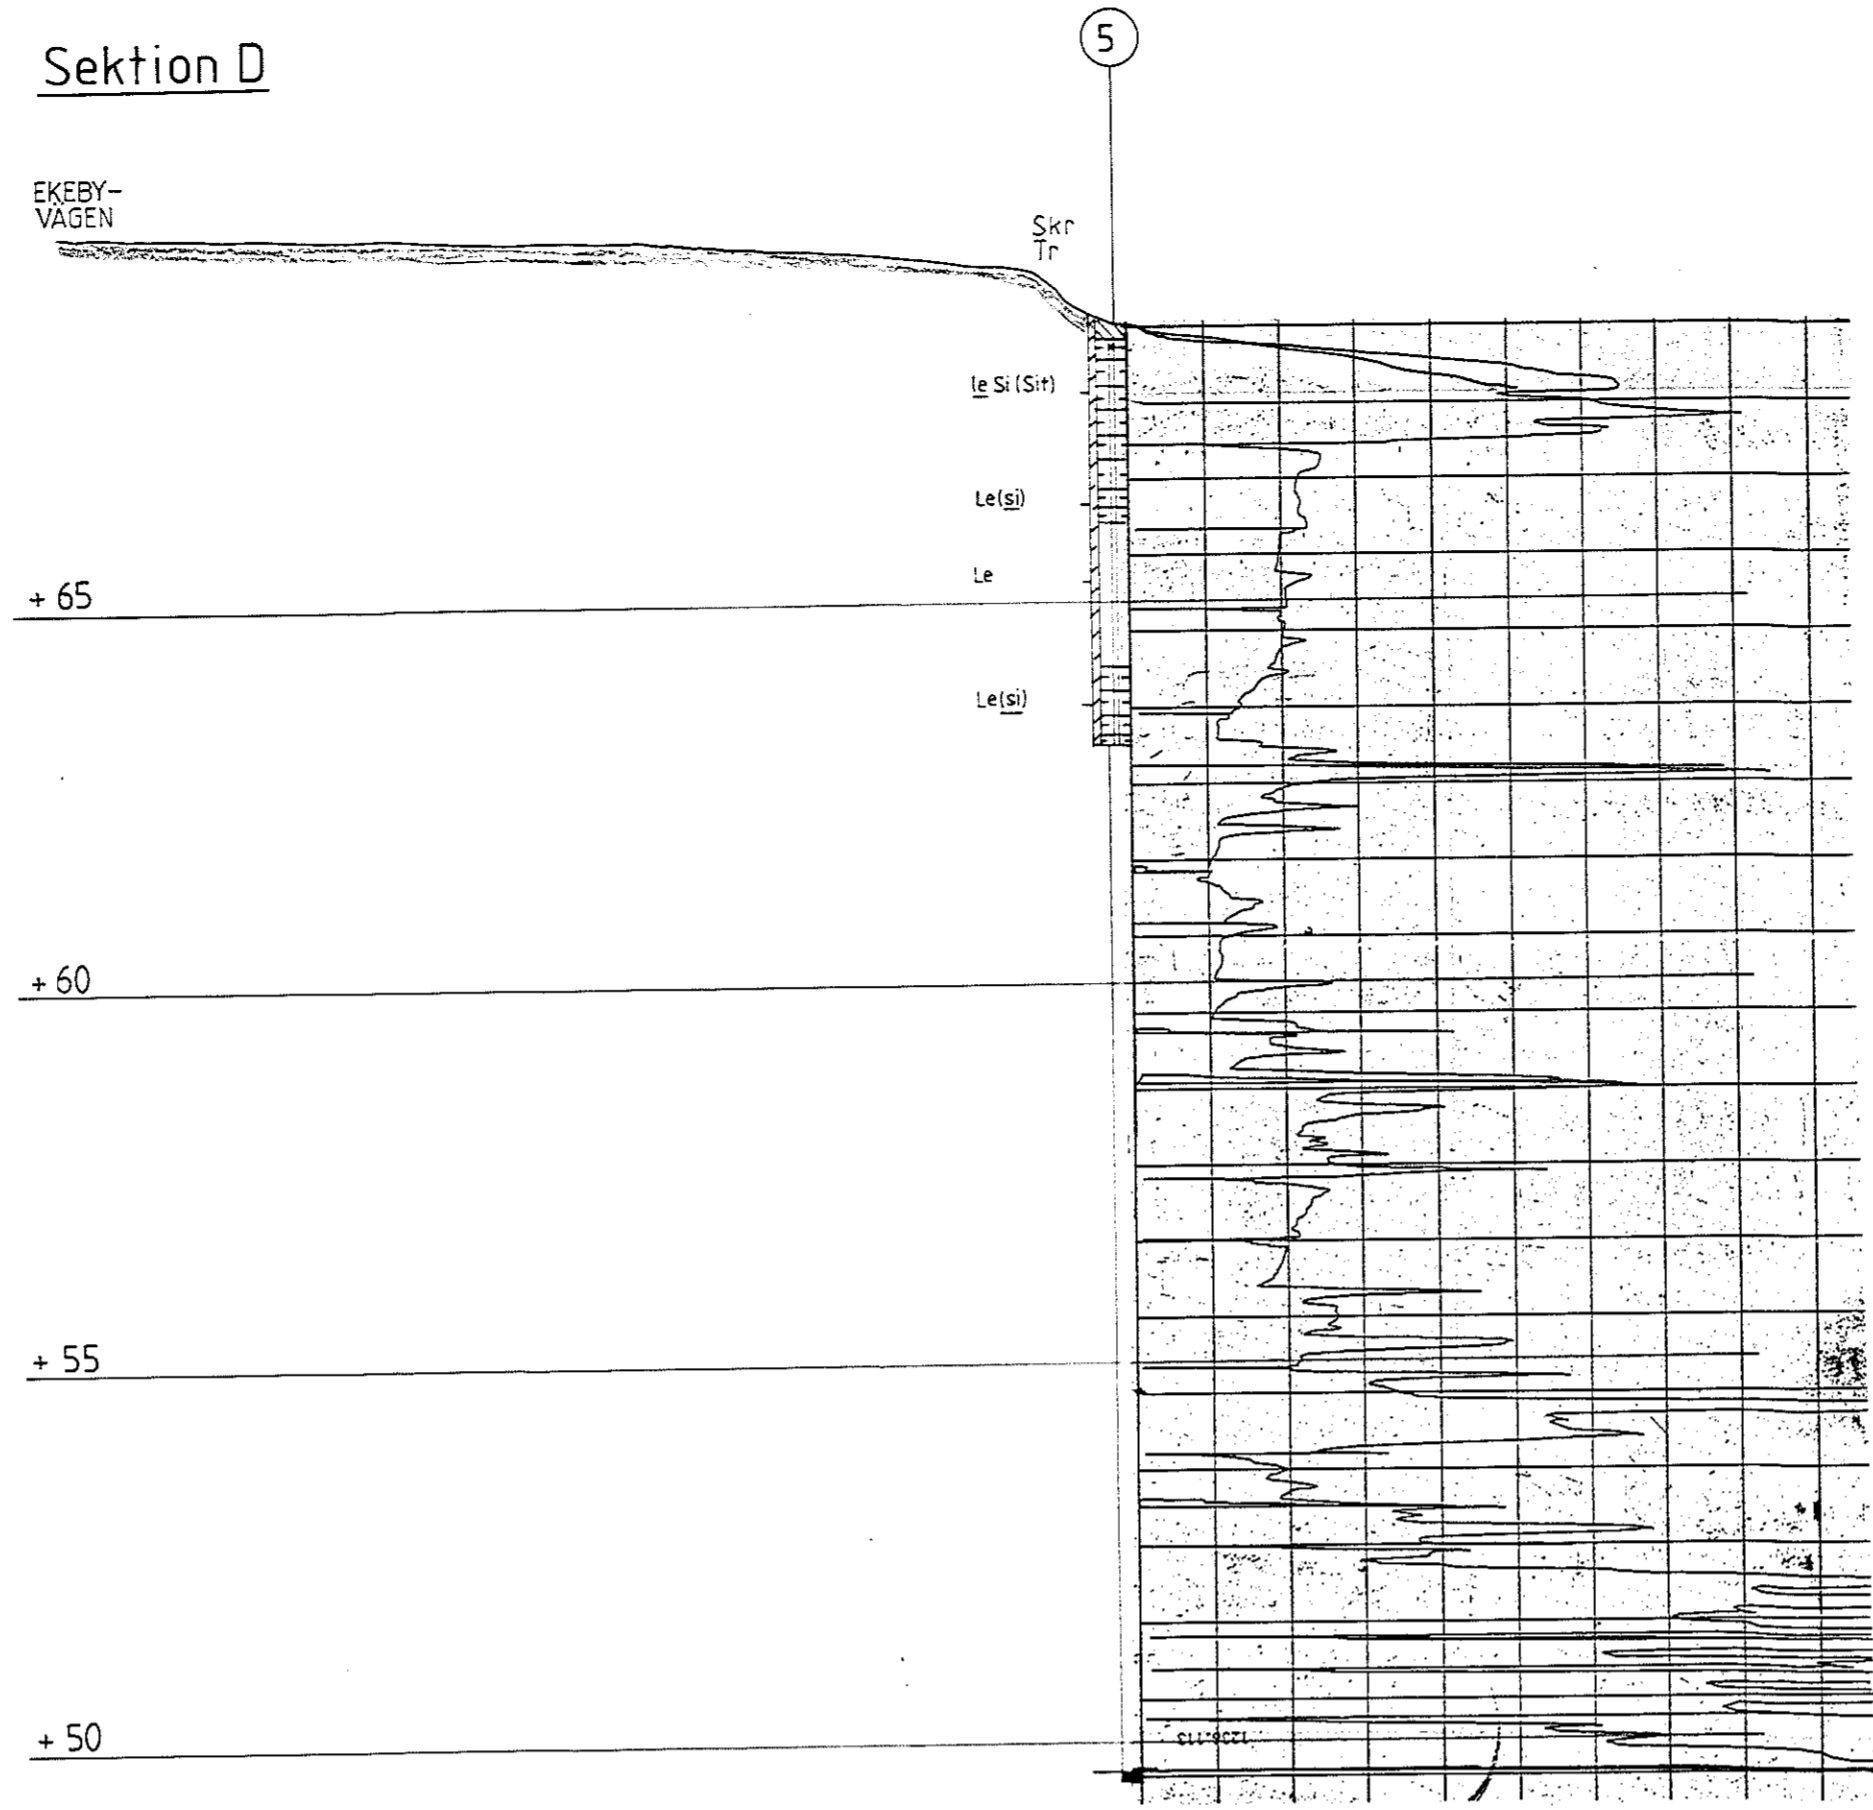 Sektion D
5
EKEBY-
VÄGEN
Skr
Tr
le Si (Sit)
Le(si)
+ 65
Le
Le(si)
+ 60
+ 55
+ 50